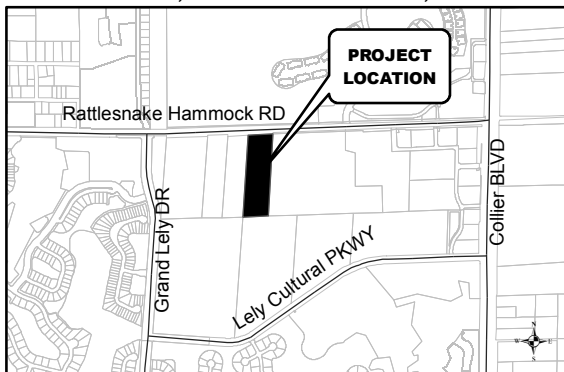 PROJECT
LOCATION
Rattlesnake Hammock RD
Grand Lely DR
Lely Cultural PKWY
Collier BLVD
N
W E
S